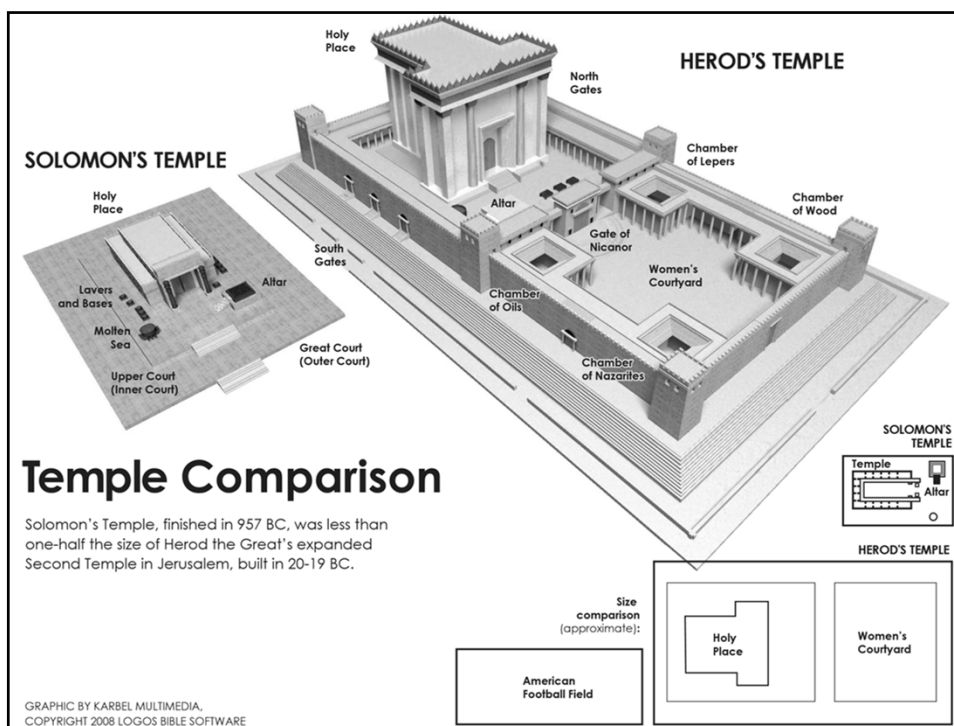 HEROD'S TEMPLE
Holy
Place
North
Gates
Chamber
of Lepers
Chamber
of Wood
Altar
Gate of
Nicanor
Women's
Courtyard
South
Gates
Chamber
of Oils
Chamber
of Nazarites
SOLOMON'S TEMPLE
Holy
Place
Lavers
and Bases
Altar
Molten
Sea
Great Court
(Outer Court)
Upper Court
(Inner Court)
Temple Comparison
Solomon's Temple, finished in 957 BC, was less than
one-half the size of Herod the Great's expanded
Second Temple in Jerusalem, built in 20-19 BC.
SOLOMON'S
TEMPLE
Temple
Altar
HEROD'S TEMPLE
Holy
Place
Women's
Courtyard
Size
comparison
(approximate):
American
Football Field
GRAPHIC BY KARBEL MULTIMEDIA,
COPYRIGHT 2008 LOGOS BIBLE SOFTWARE